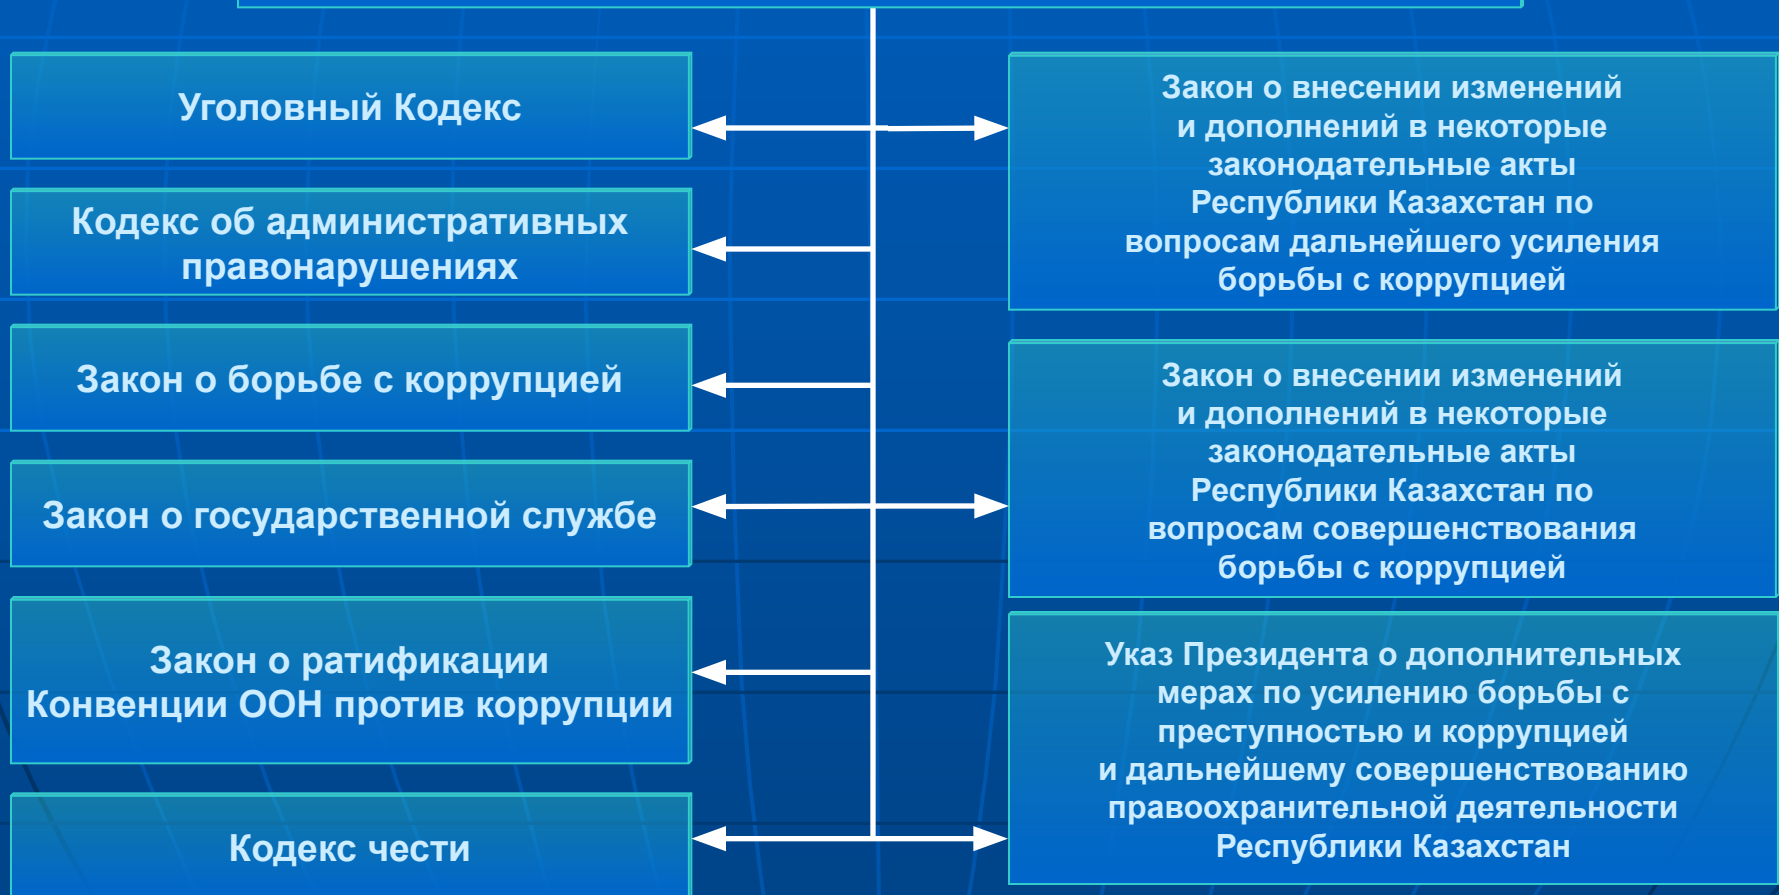 Уголовный Кодекс
Кодекс об административных
правонарушениях
Закон о борьбе с коррупцией
Закон о государственной службе
Закон о ратификации
Конвенции ООН против коррупции
Кодекс чести
Закон о внесении изменений
и дополнений в некоторые
законодательные акты
Республики Казахстан по
вопросам дальнейшего усиления
борьбы с коррупцией
Закон о внесении изменений
и дополнений в некоторые
законодательные акты
Республики Казахстан по
вопросам совершенствования
борьбы с коррупцией
Указ Президента о дополнительных
мерах по усилению борьбы с
преступностью и коррупцией
и дальнейшему совершенствованию
правоохранительной деятельности
Республики Казахстан